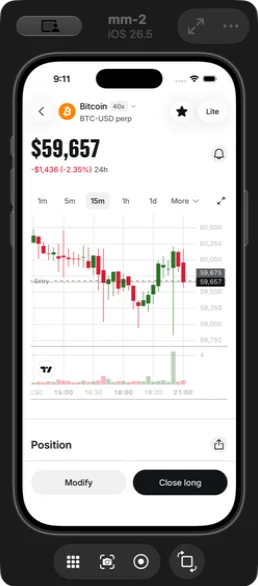 mm-2
iOS 26.5
9:11
Bitcoin 40x
BTC-USD perp
Lite
$59,657
-$1,436 (-2.35%) 24h
1m 5m 15m 1h 1d More
60,500
60,250
60,000
59,750
Entry
59,675
59,657
59,500
59,250
59,000
4
15:00 16:30 18:00 19:30 21:00
Position
Modify Close long